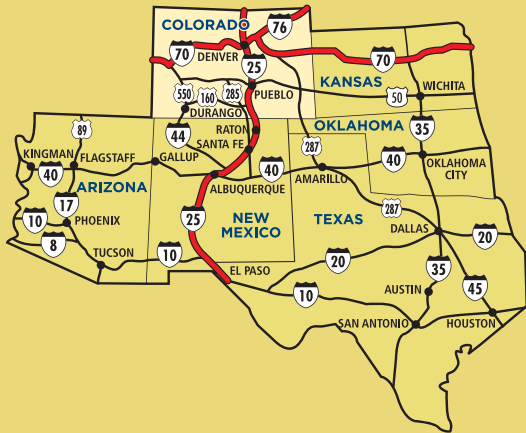 COLORADO
76
70
DENVER
25
70
KANSAS
550
160
285
PUEBLO
50
WICHITA
DURANGO
89
44
RATON
OKLAHOMA
35
SANTA FE
287
KINGMAN
FLAGSTAFF
GALLUP
40
40
40
OKLAHOMA
CITY
ARIZONA
ALBUQUERQUE
AMARILLO
17
10
PHOENIX
25
NEW
MEXICO
TEXAS
287
8
DALLAS
20
TUCSON
10
20
EL PASO
35
10
AUSTIN
45
SAN ANTONIO
HOUSTON